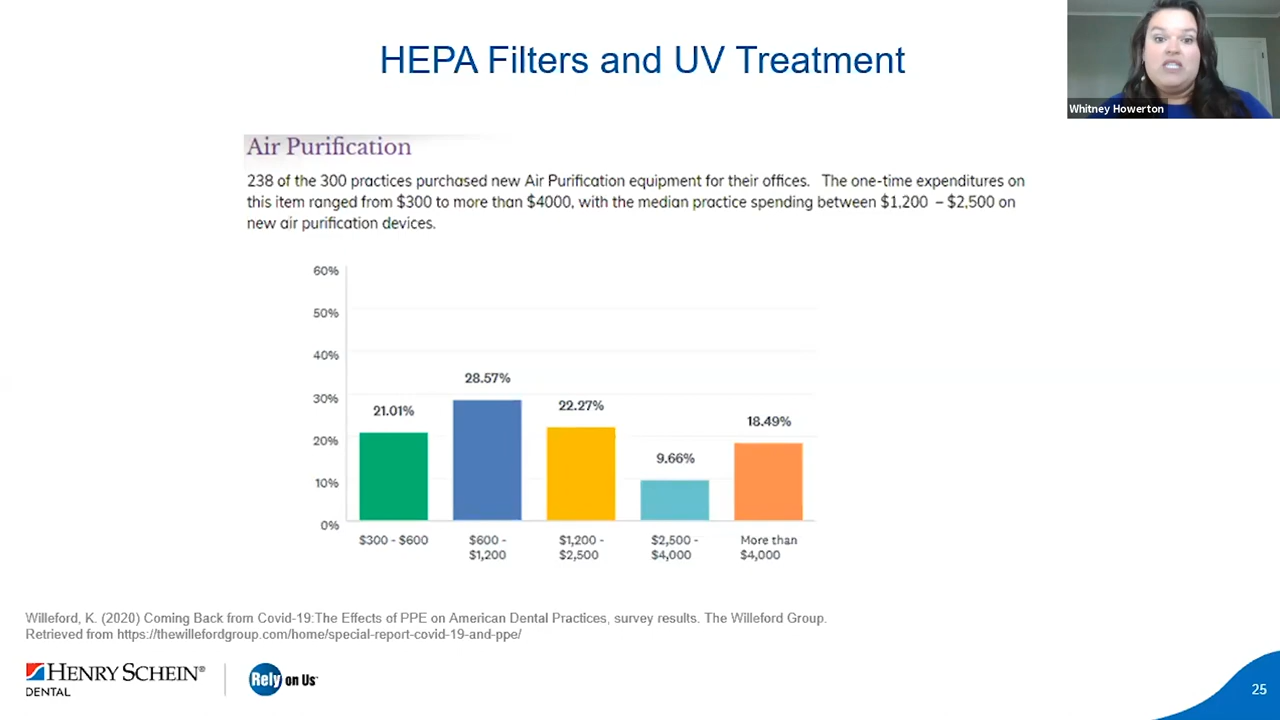 HEPA Filters and UV Treatment
Whitney Howerton
Air Purification
238 of the 300 practices purchased new Air Purification equipment for their offices. The one-time expenditures on
this item ranged from $300 to more than $4000, with the median practice spending between $1,200 – $2,500 on
new air purification devices.
60%
50%
40%
30%
20%
10%
0%
21.01%
28.57%
22.27%
9.66%
18.49%
$300 - $600
$600 -
$1,200
$1,200 -
$2,500
$2,500 -
$4,000
More than
$4,000
Willeford, K. (2020) Coming Back from Covid-19:The Effects of PPE on American Dental Practices, survey results. The Willeford Group.
Retrieved from https://thewillefordgroup.com/home/special-report-covid-19-and-ppe/
HENRY SCHEIN®
DENTAL
Rely on Us
25